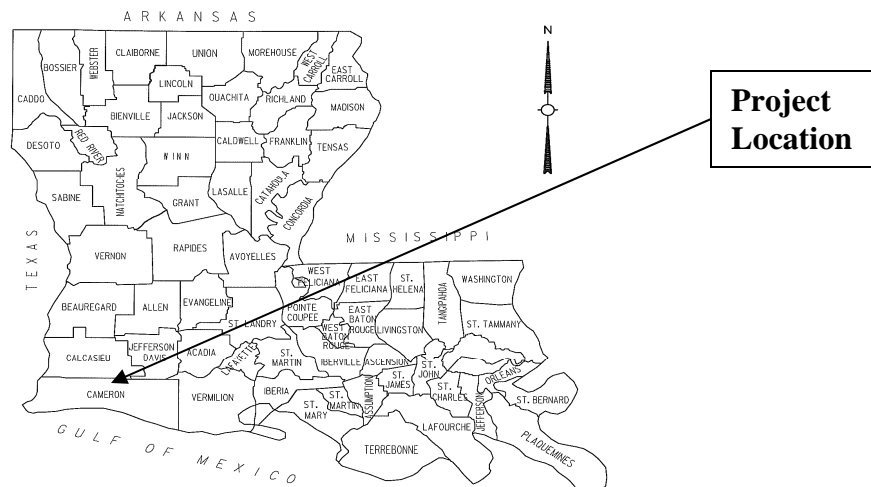 ARKANSAS
BOSSIER
WEBSTER
CLAIBORNE
UNION
MOREHOUSE
WEST
CARROLL
EAST
CARROLL
CADDO
LINCOLN
OUACHITA
RICHLAND
MADISON
BIENVILLE
JACKSON
DESOTO
RED RIVER
CALDWELL
FRANKLIN
TENSAS
WINN
NATCHITOCHES
SABINE
GRANT
LASALLE
CATAHOU.A
CONCORDIA
N
Project
Location
TEXAS
MISSISSIPPI
VERNON
RAPIDES
AVOYELLES
WEST
FELICIANA
EAST
FELICIANA
ST.
HELENA
TANGIPAHOA
WASHINGTON
BEAUREGARD
ALLEN
EVANGELINE
ST. LANDRY
POINTE
COUPEE
WEST
BATON
ROUGE
EAST
BATON
ROUGE
LIVINGSTON
ST. TAMMANY
CALCASIEU
JEFFERSON
DAVIS
ACADIA
LAFAYETTE
ST.
MARTIN
IBERVILLE
ASCENSION
ST.
JAMES
ST.
JOHN
ORLEANS
CAMERON
VERMILION
IBERIA
ST.
MARY
ST.
MARTIN
ASSUMPTION
ST.
CHARLES
JEFFERSON
ST. BERNARD
LAFOURCHE
PLAQUEMINES
TERREBONNE
GULF OF MEXICO